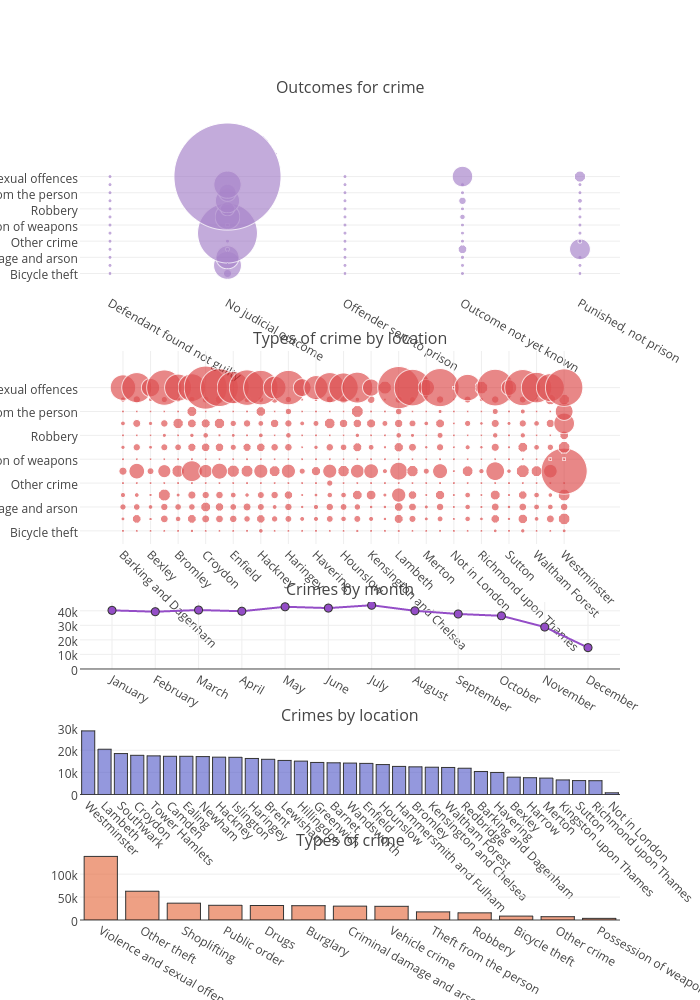 Outcomes for crime
exual offences
om the person
Robbery
on of weapons
Other crime
age and arson
Bicycle theft
Defendant found not guilty
No judicial outcome
Offender sent to prison
Outcome not yet known
Punished, not prison
Types of crime by location
exual offences
om the person
Robbery
on of weapons
Other crime
age and arson
Bicycle theft
Barking and Dagenham
Bexley
Bromley
Croydon
Enfield
Hackney
Haringey
Havering
Hounslow
Kensington and Chelsea
Lambeth
Merton
Not in London
Richmond upon Thames
Sutton
Waltham Forest
Westminster
Crimes by month
40k
30k
20k
10k
0
January
February
March
April
May
June
July
August
September
October
November
December
Crimes by location
30k
20k
10k
0
Westminster
Lambeth
Southwark
Croydon
Tower Hamlets
Camden
Ealing
Newham
Hackney
Islington
Haringey
Brent
Lewisham
Hillingdon
Greenwich
Barnet
Wandsworth
Enfield
Hounslow
Hammersmith and Fulham
Bromley
Kensington and Chelsea
Waltham Forest
Redbridge
Barking and Dagenham
Havering
Bexley
Harrow
Merton
Kingston upon Thames
Sutton
Richmond upon Thames
Not in London
Types of crime
100k
50k
0
Violence and sexual offen
Other theft
Shoplifting
Public order
Drugs
Burglary
Criminal damage and arso
Vehicle crime
Theft from the person
Robbery
Bicycle theft
Other crime
Possession of weapo